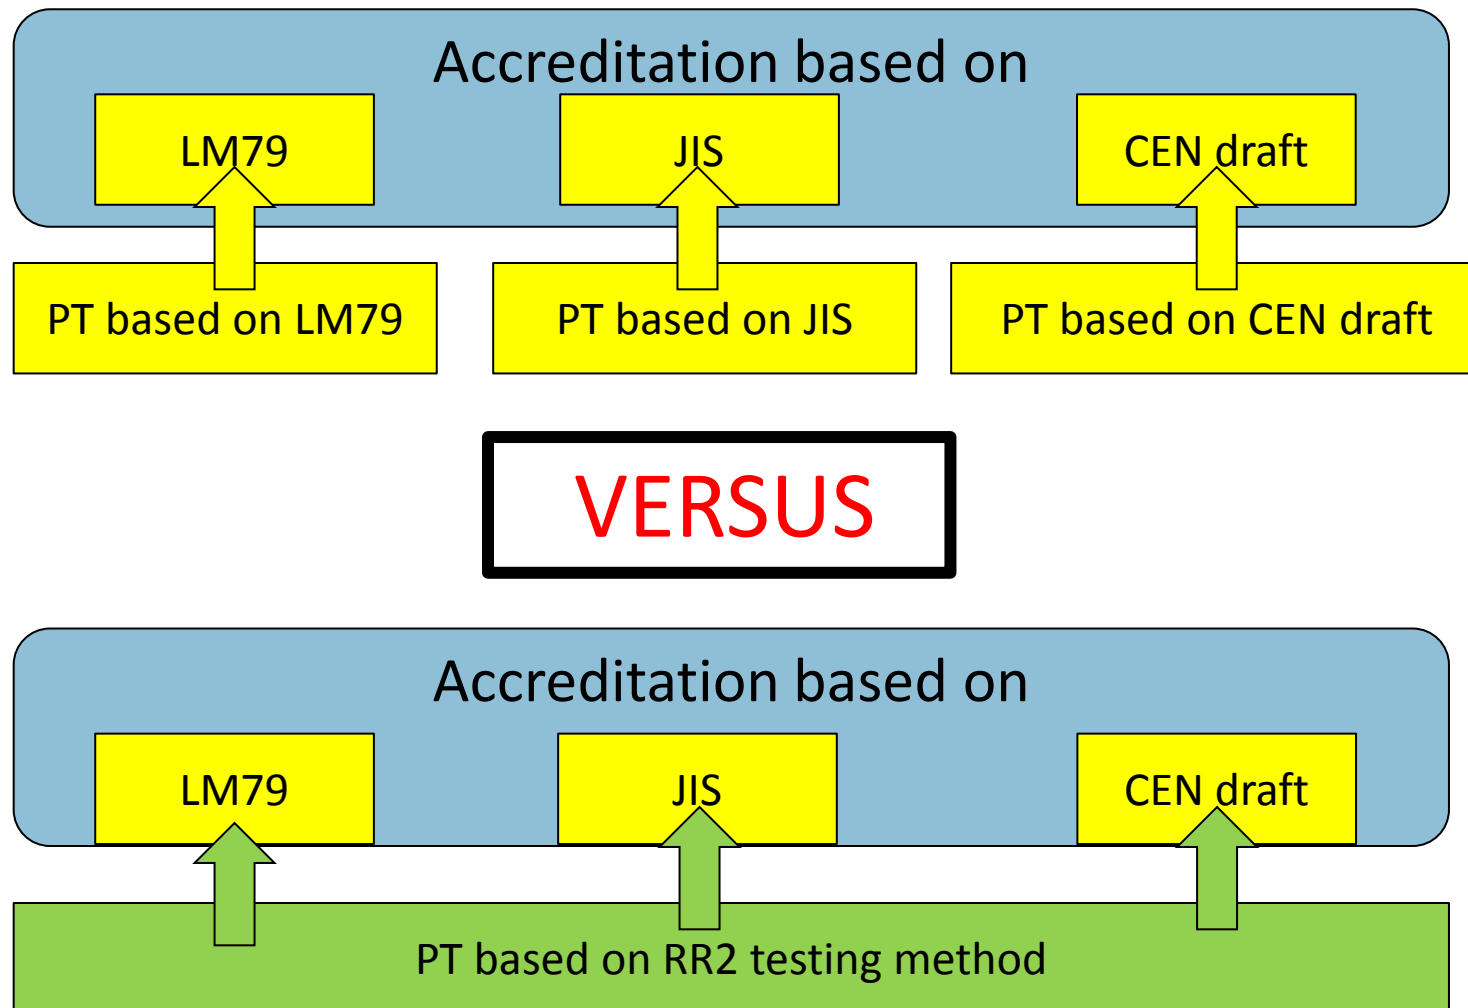 Accreditation based on
LM79
JIS
CEN draft
PT based on LM79
PT based on JIS
PT based on CEN draft
VERSUS
Accreditation based on
LM79
JIS
CEN draft
PT based on RR2 testing method